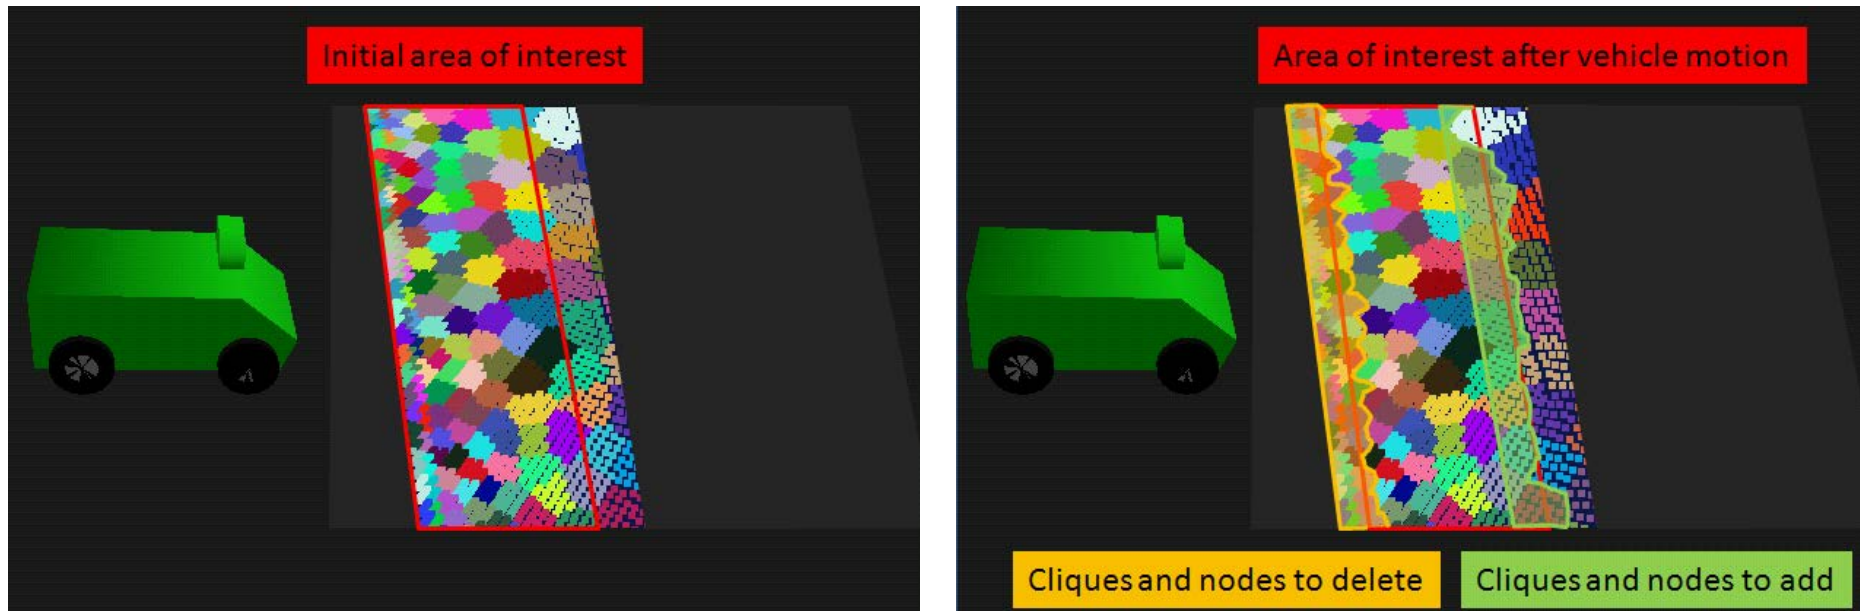 Initial area of interest
Area of interest after vehicle motion
Cliques and nodes to delete
Cliques and nodes to add